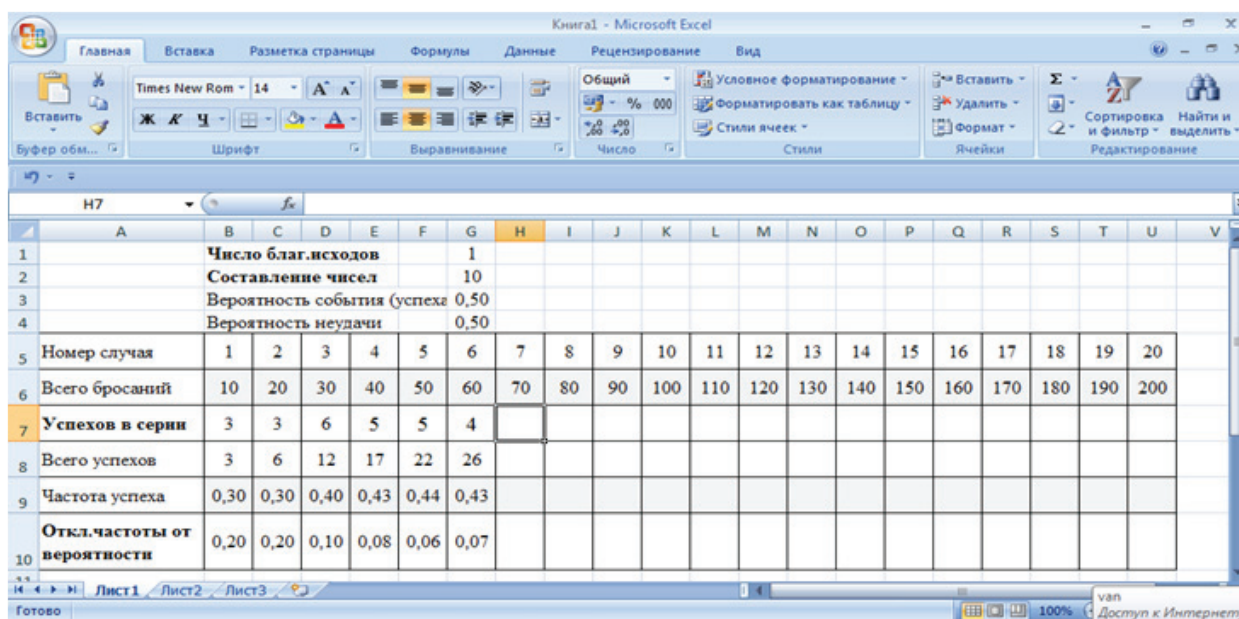 Книга1 - Microsoft Excel
Главная Вставка Разметка страницы Формулы Данные Рецензирование Вид
Вставить
Times New Rom 14
Ж К Ч
Общий
% 000
Условное форматирование
Форматировать как таблицу
Стили ячеек
Вставить
Удалить
Формат
Σ
Сортировка и фильтр
Найти и выделить
Буфер обм... Шрифт Выравнивание Число Стили Ячейки Редактирование
H7 fx
A B C D E F G H I J K L M N O P Q R S T U V
1 Число благ.исходов 1
2 Составление чисел 10
3 Вероятность события (успеха 0,50
4 Вероятность неудачи 0,50
5 Номер случая 1 2 3 4 5 6 7 8 9 10 11 12 13 14 15 16 17 18 19 20
6 Всего бросаний 10 20 30 40 50 60 70 80 90 100 110 120 130 140 150 160 170 180 190 200
7 Успехов в серии 3 3 6 5 5 4
8 Всего успехов 3 6 12 17 22 26
9 Частота успеха 0,30 0,30 0,40 0,43 0,44 0,43
Откл.частоты от
10 вероятности 0,20 0,20 0,10 0,08 0,06 0,07
Лист1 Лист2 Лист3
Готово 100%
van
Доступ к Интернет